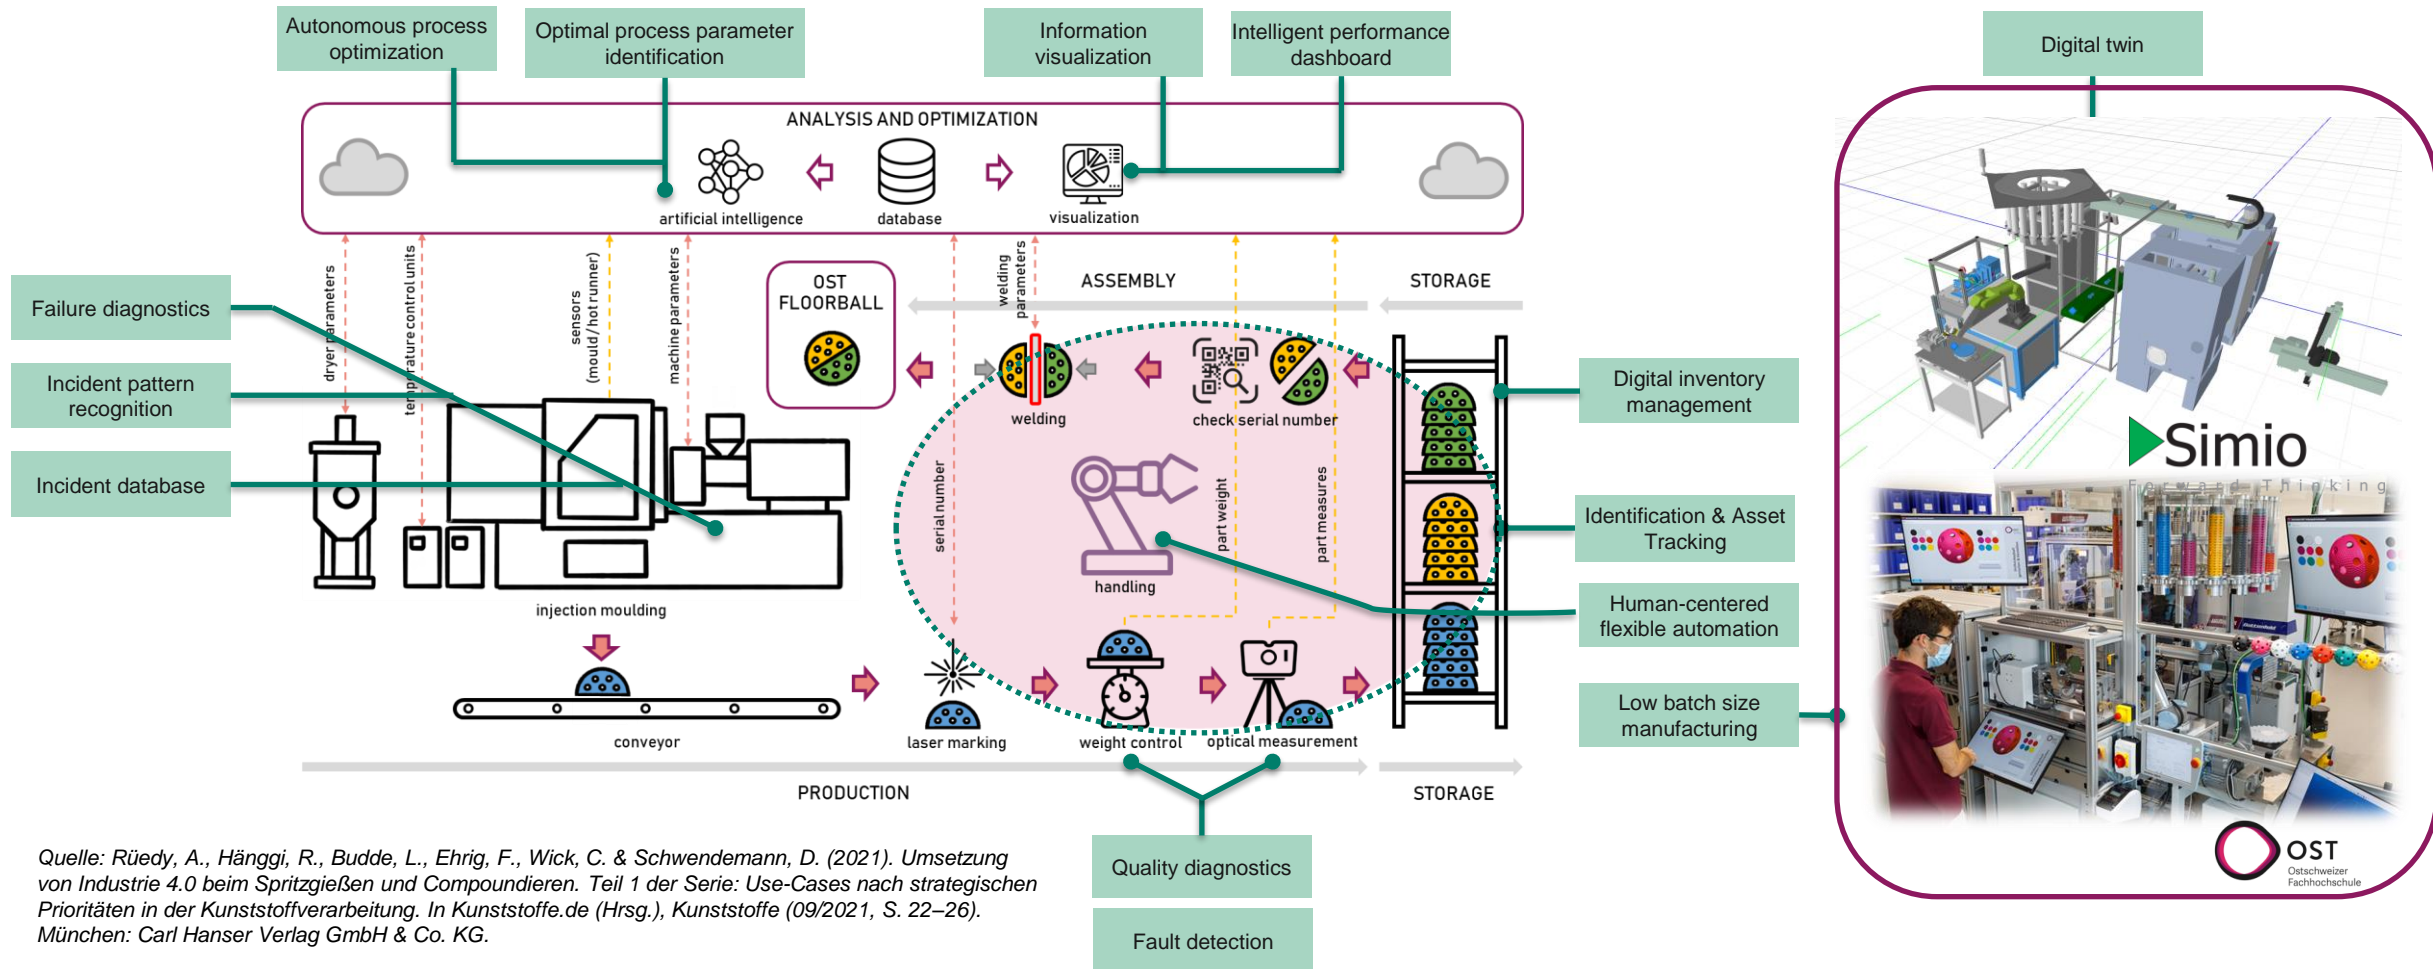 Autonomous process
optimization
Optimal process parameter
identification
Information
visualization
Intelligent performance
dashboard
Digital twin
ANALYSIS AND OPTIMIZATION
artificial intelligence
database
visualization
dryer parameters
temperature control units
sensors
(mould/hot runner)
machine parameters
serial number
welding
parameters
part weight
part measures
OST
FLOORBALL
ASSEMBLY
STORAGE
Failure diagnostics
Incident pattern
recognition
Incident database
welding
check serial number
handling
injection moulding
conveyor
laser marking
weight control
optical measurement
PRODUCTION
STORAGE
Digital inventory
management
Identification & Asset
Tracking
Human-centered
flexible automation
Low batch size
manufacturing
Quality diagnostics
Fault detection
Simio
Forward Thinking
OST
Ostschweizer
Fachhochschule
Quelle: Rüedy, A., Hänggi, R., Budde, L., Ehrig, F., Wick, C. & Schwendemann, D. (2021). Umsetzung
von Industrie 4.0 beim Spritzgießen und Compoundieren. Teil 1 der Serie: Use-Cases nach strategischen
Prioritäten in der Kunststoffverarbeitung. In Kunststoffe.de (Hrsg.), Kunststoffe (09/2021, S. 22–26).
München: Carl Hanser Verlag GmbH & Co. KG.